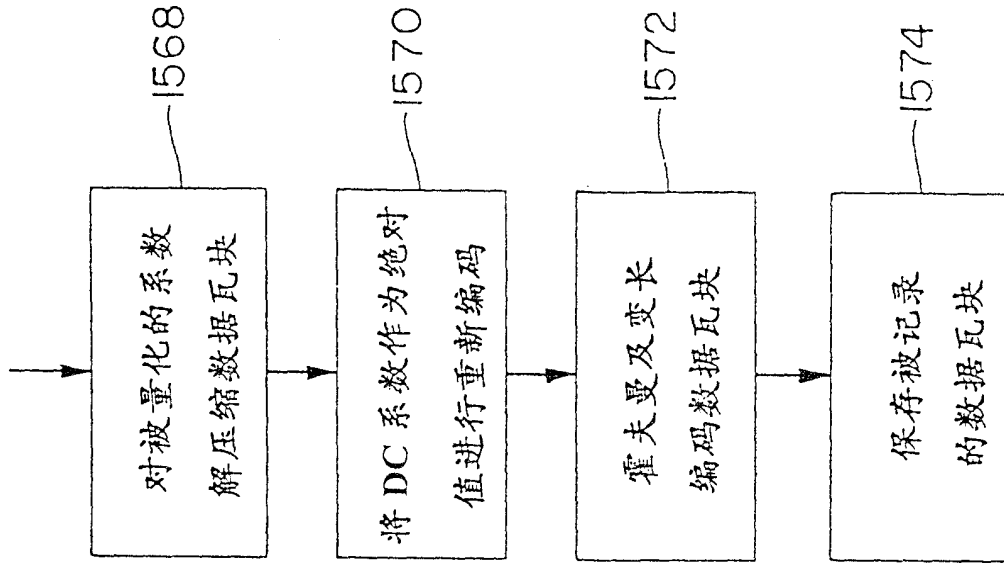 对被量化的系数
解压缩数据瓦块
1568
将 DC 系数作为绝对
值进行重新编码
1570
霍夫曼及变长
编码数据瓦块
1572
保存被记录
的数据瓦块
1574